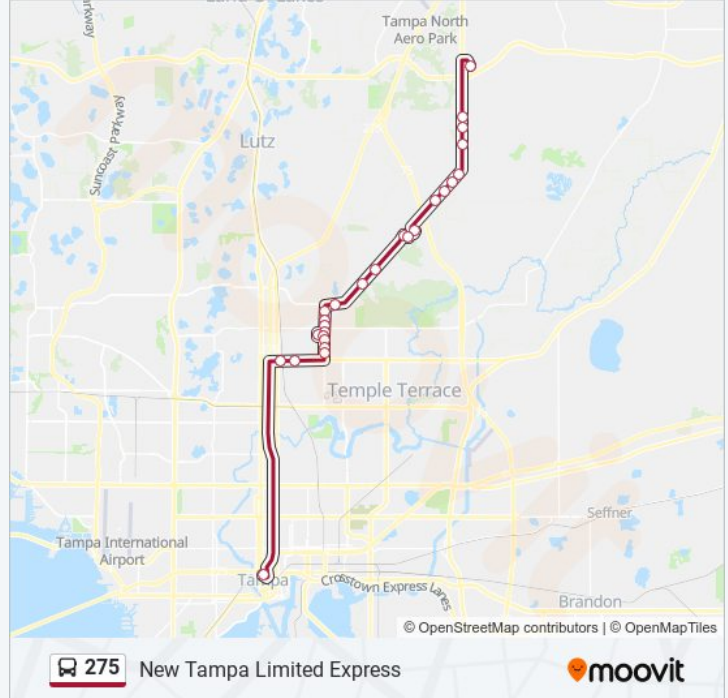 Tampa North
Aero Park
Suncoast Parkway
Lutz
Temple Terrace
Tampa International
Airport
Tampa
Crosstown Express Lanes
Seffner
Brandon
© OpenStreetMap contributors | © OpenMapTiles
275 New Tampa Limited Express
moovit